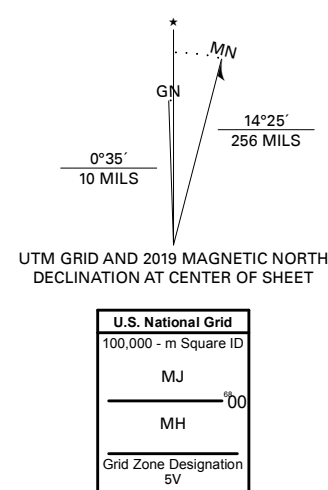 ★
MN
GN
14°25´
256 MILS
0°35´
10 MILS
UTM GRID AND 2019 MAGNETIC NORTH
DECLINATION AT CENTER OF SHEET
U.S. National Grid
100,000 - m Square ID
MJ
6800
MH
Grid Zone Designation
5V